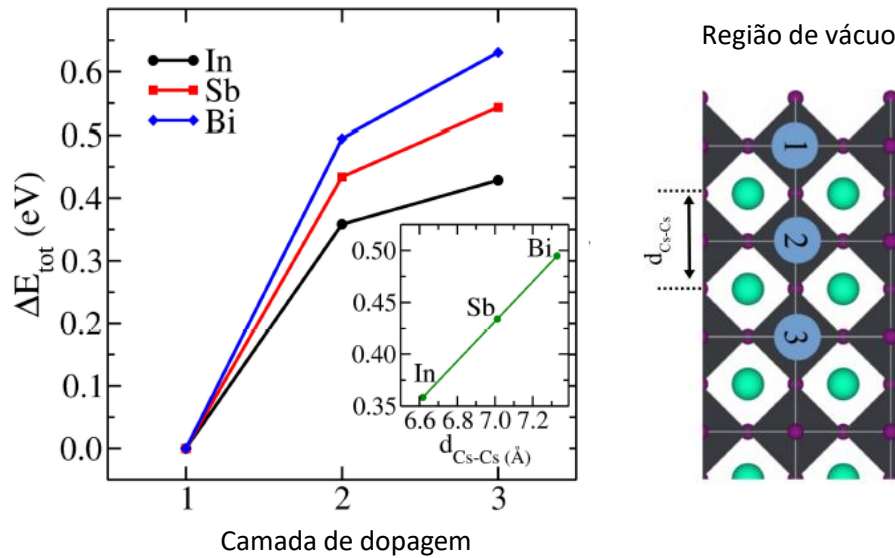 Região de vácuo
In
Sb
Bi
0.6
0.5
0.4
0.3
0.2
0.1
0.0
ΔE_tot (eV)
1 2 3
Camada de dopagem
0.50
0.45
0.40
0.35
In
Sb
Bi
6.6 6.8 7.0 7.2
d_Cs-Cs (Å)
1
2
3
d_Cs-Cs